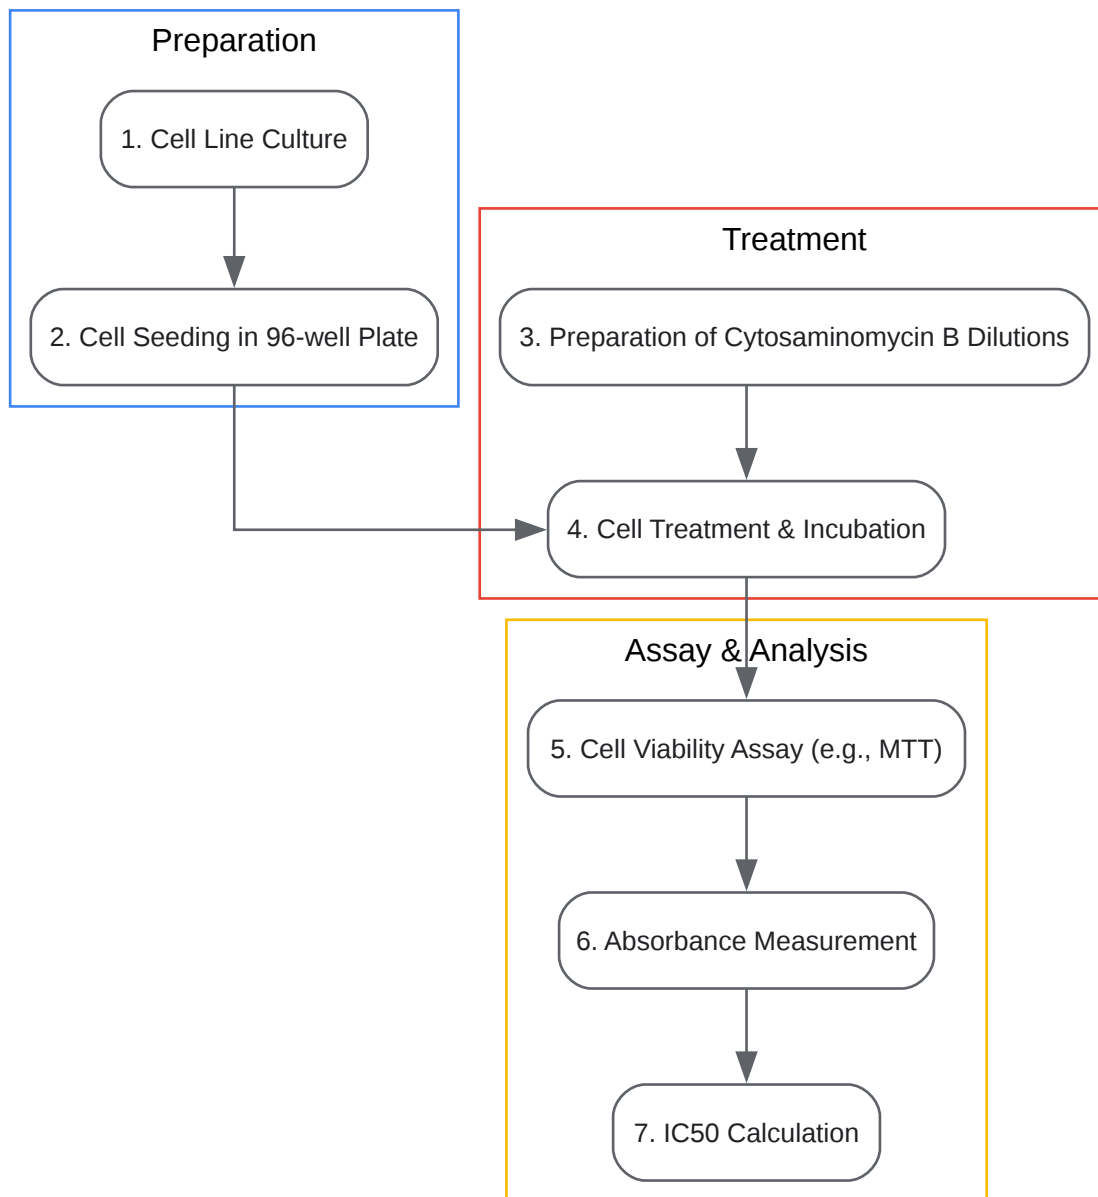 Preparation
1. Cell Line Culture
2. Cell Seeding in 96-well Plate
Treatment
3. Preparation of Cytosaminomycin B Dilutions
4. Cell Treatment & Incubation
Assay & Analysis
5. Cell Viability Assay (e.g., MTT)
6. Absorbance Measurement
7. IC50 Calculation